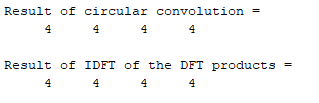 Result of circular convolution =
4 4 4 4
Result of IDFT of the DFT products =
4 4 4 4